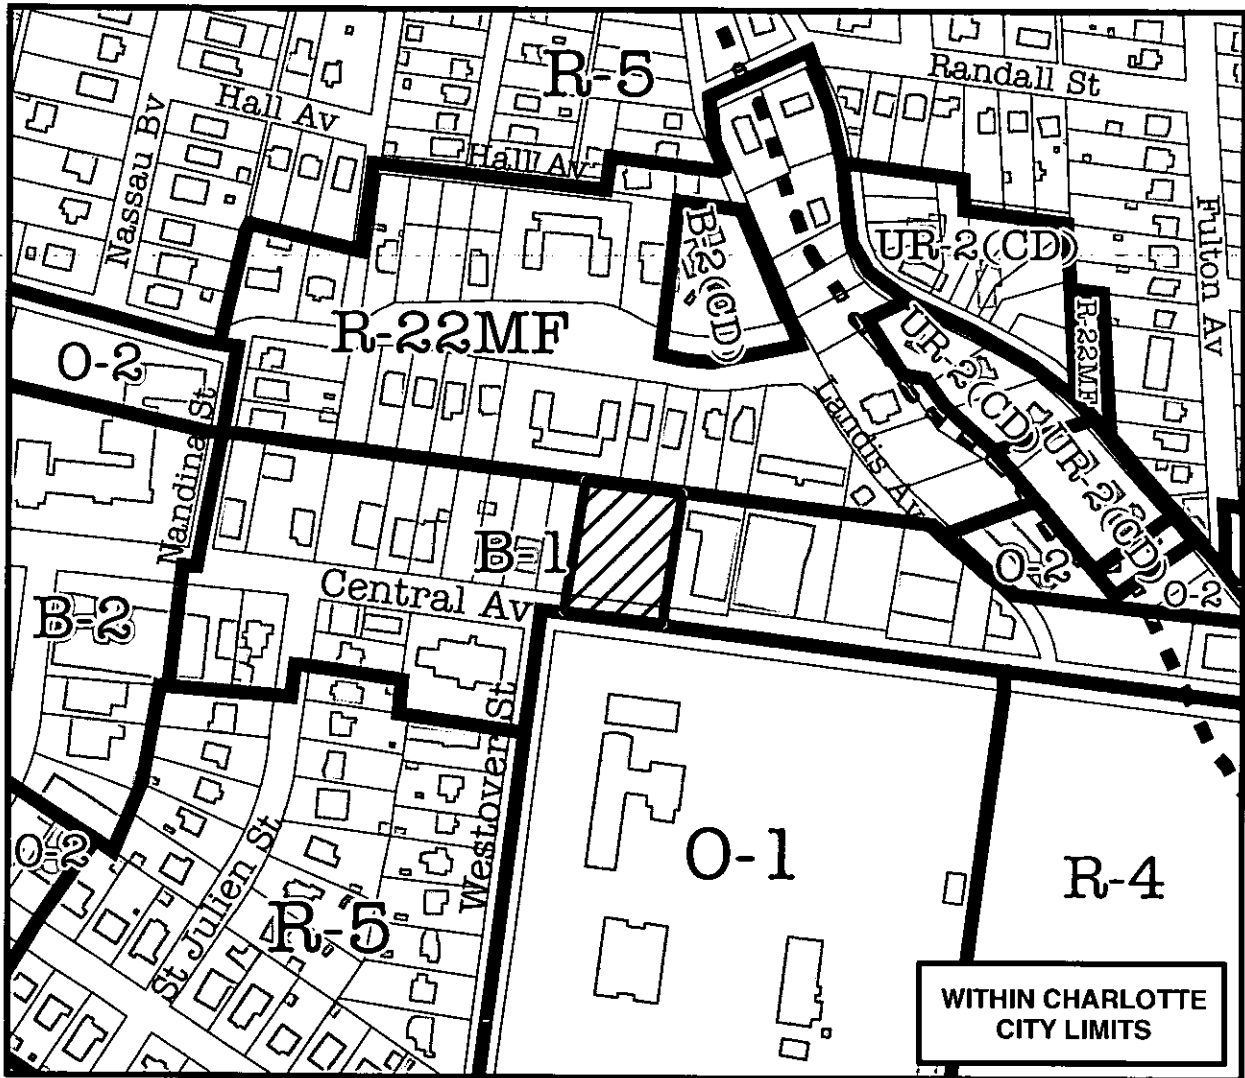 R-5
Randall St
Hall Av
Hall Av
Nassau Bv
Fulton Av
B-2(CD)
UR-2(CD)
R-22MF
R-22MF
UR-2(CD)
O-2
Landis Av
UR-2(CD)
Nandina St
B-1
O-2
O-2
Central Av
B-2
Westover St
O-1
R-4
O-2
St Julien St
R-5
WITHIN CHARLOTTE
CITY LIMITS